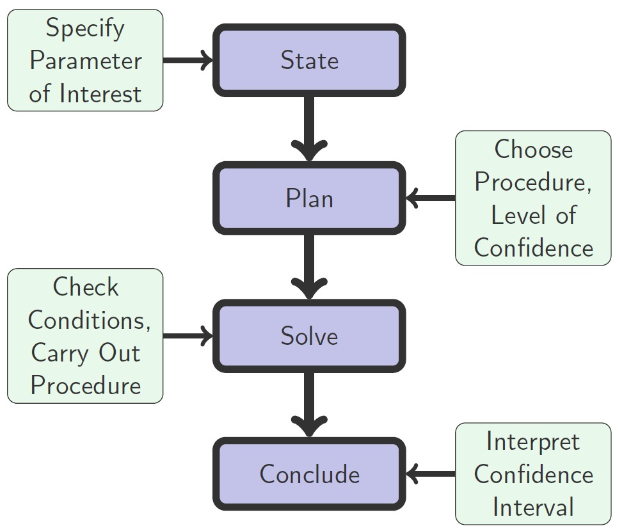 Specify
Parameter
of Interest
State
Choose
Procedure,
Level of
Confidence
Plan
Check
Conditions,
Carry Out
Procedure
Solve
Interpret
Confidence
Interval
Conclude